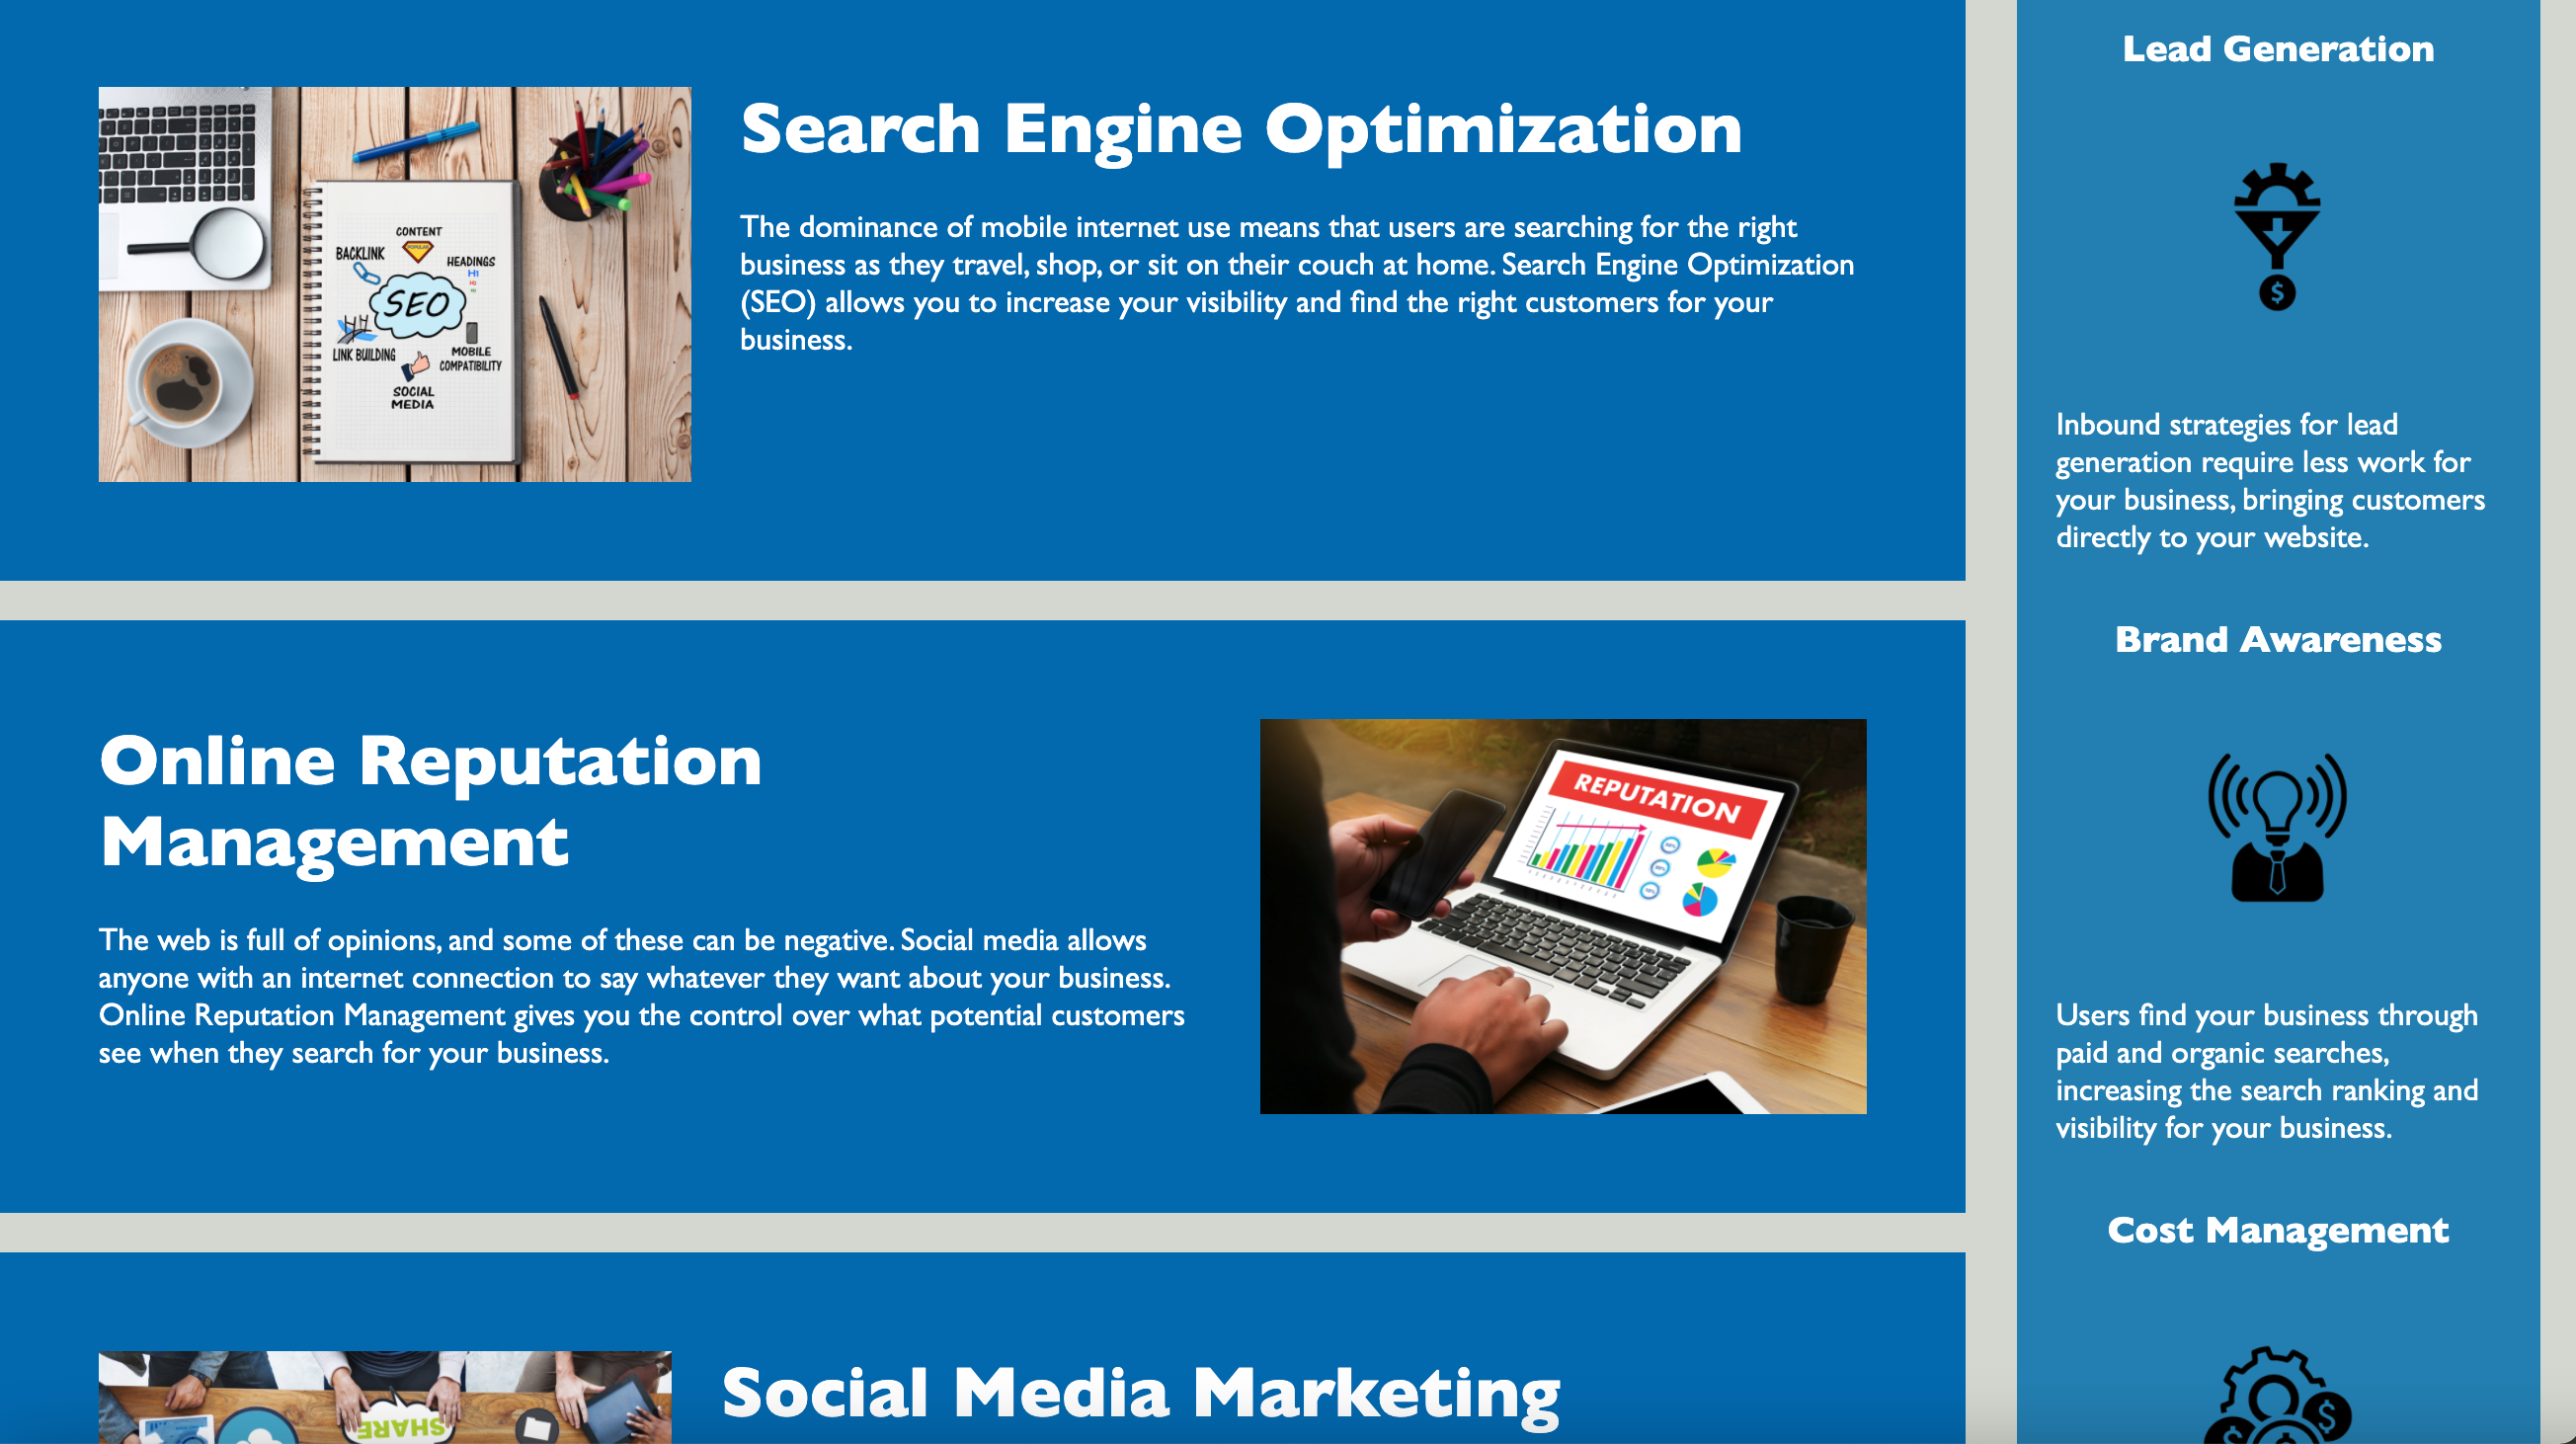 Search Engine Optimization
The dominance of mobile internet use means that users are searching for the right
business as they travel, shop, or sit on their couch at home. Search Engine Optimization
(SEO) allows you to increase your visibility and find the right customers for your
business.
CONTENT
POPULAR
BACKLINK
HEADINGS
H1
SEO
LINK BUILDING
MOBILE
COMPATIBILITY
SOCIAL
MEDIA
Online Reputation
Management
The web is full of opinions, and some of these can be negative. Social media allows
anyone with an internet connection to say whatever they want about your business.
Online Reputation Management gives you the control over what potential customers
see when they search for your business.
REPUTATION
Social Media Marketing
SHARE
Lead Generation
$
Inbound strategies for lead
generation require less work for
your business, bringing customers
directly to your website.
Brand Awareness
Users find your business through
paid and organic searches,
increasing the search ranking and
visibility for your business.
Cost Management
$